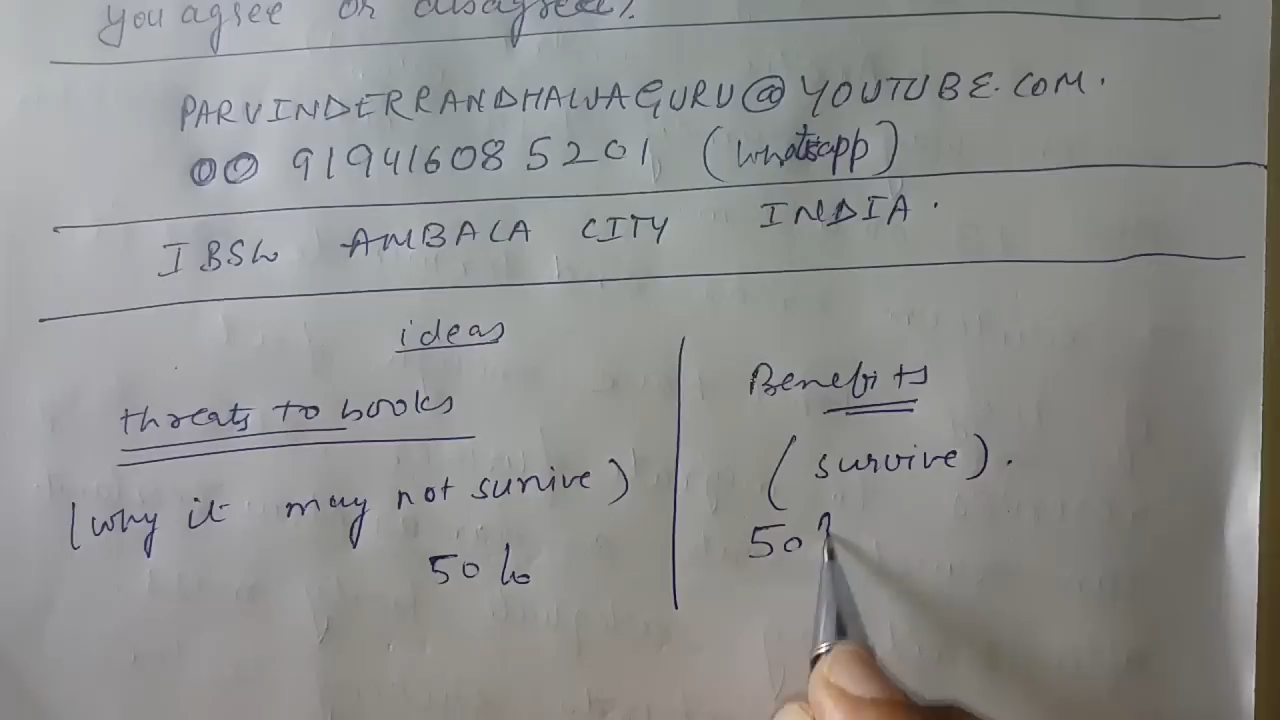 you agree or disagree?
PARVINDERRANDHAWAGURU@YOUTUBE.COM.
00 919416085201 (whatsapp)
IBSW AMBALA CITY INDIA.
ideas
threats to books
(why it may not survive)
50%
Benefits
(survive).
50%